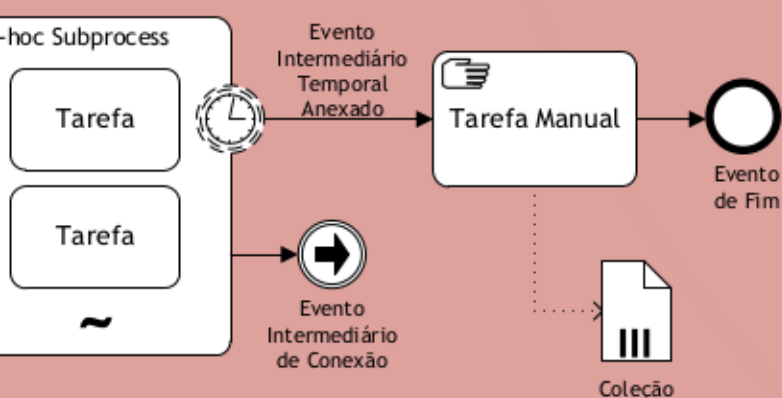 -hoc Subprocess
Tarefa
Tarefa
~
Evento
Intermediário
Temporal
Anexado
Tarefa Manual
Evento
de Fim
Evento
Intermediário
de Conexão
Coleção